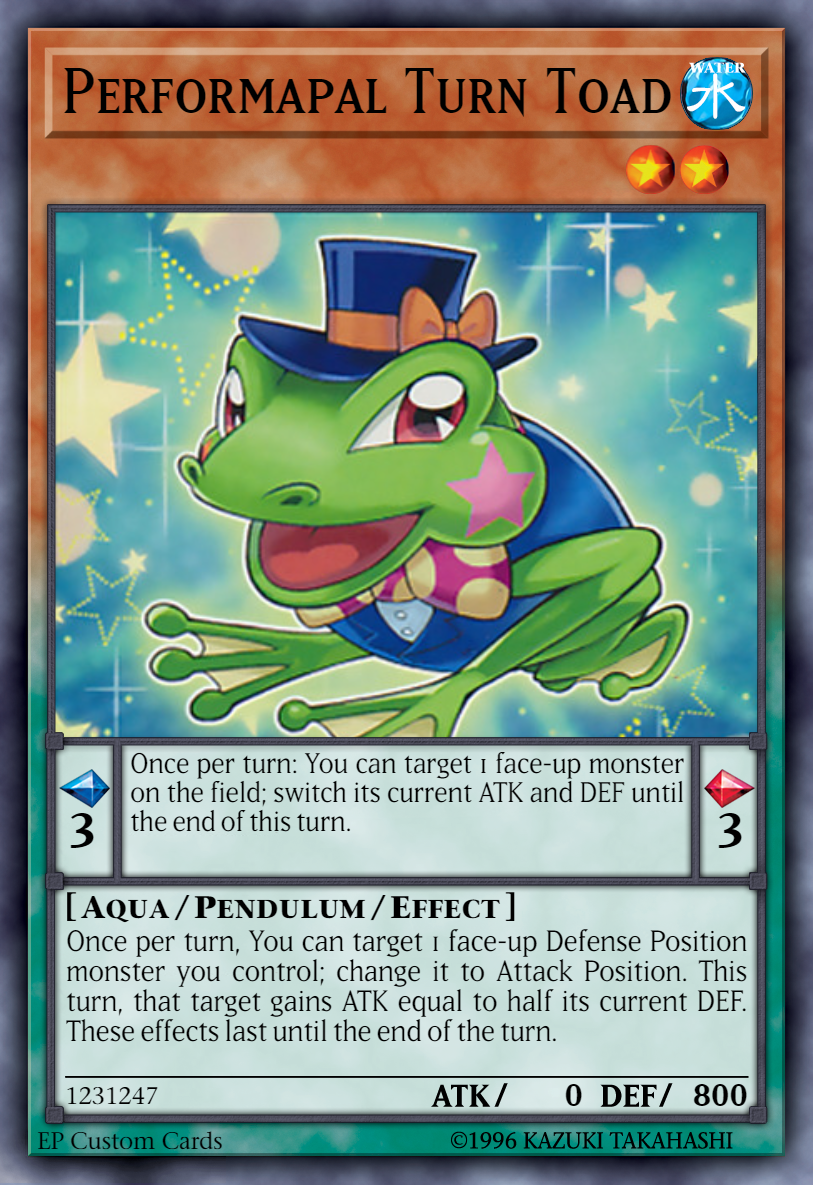 PERFORMAPAL TURN TOAD
WATER
水
Once per turn: You can target 1 face-up monster
on the field; switch its current ATK and DEF until
the end of this turn.
3
3
[ AQUA / PENDULUM / EFFECT ]
Once per turn, You can target 1 face-up Defense Position
monster you control; change it to Attack Position. This
turn, that target gains ATK equal to half its current DEF.
These effects last until the end of the turn.
1231247 ATK/ 0 DEF/ 800
EP Custom Cards ©1996 KAZUKI TAKAHASHI